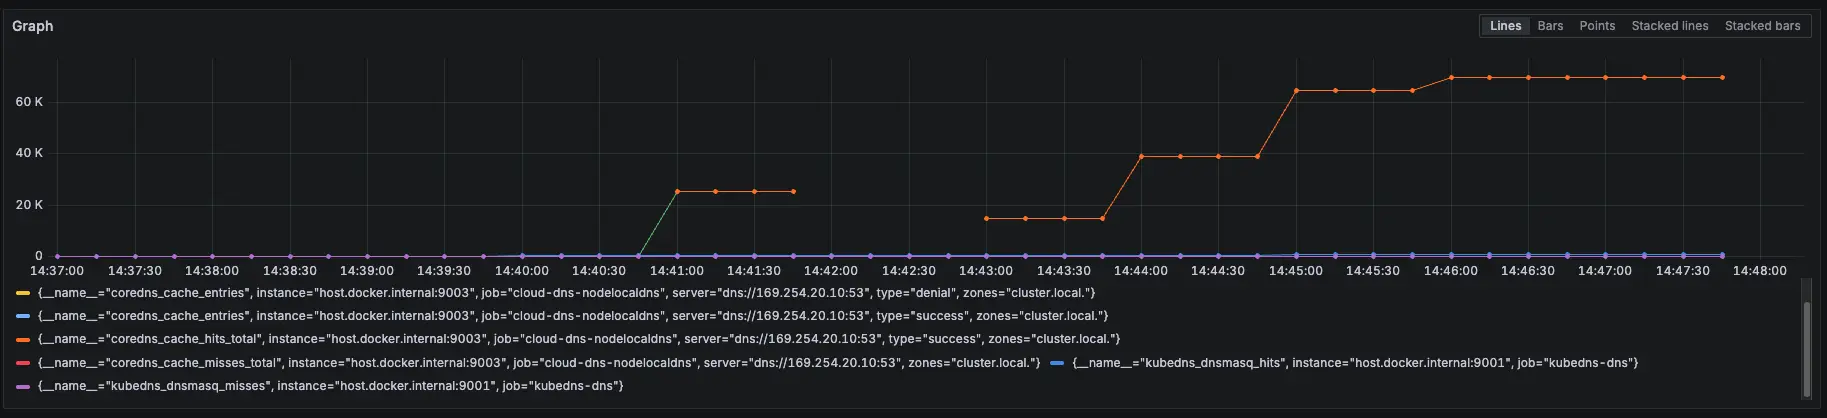 Graph
Lines Bars Points Stacked lines Stacked bars
60 K
40 K
20 K
0
14:37:00 14:37:30 14:38:00 14:38:30 14:39:00 14:39:30 14:40:00 14:40:30 14:41:00 14:41:30 14:42:00 14:42:30 14:43:00 14:43:30 14:44:00 14:44:30 14:45:00 14:45:30 14:46:00 14:46:30 14:47:00 14:47:30 14:48:00
{__name__="coredns_cache_entries", instance="host.docker.internal:9003", job="cloud-dns-nodelocaldns", server="dns://169.254.20.10:53", type="denial", zones="cluster.local."}
{__name__="coredns_cache_entries", instance="host.docker.internal:9003", job="cloud-dns-nodelocaldns", server="dns://169.254.20.10:53", type="success", zones="cluster.local."}
{__name__="coredns_cache_hits_total", instance="host.docker.internal:9003", job="cloud-dns-nodelocaldns", server="dns://169.254.20.10:53", type="success", zones="cluster.local."}
{__name__="coredns_cache_misses_total", instance="host.docker.internal:9003", job="cloud-dns-nodelocaldns", server="dns://169.254.20.10:53", zones="cluster.local."} {__name__="kubedns_dnsmasq_hits", instance="host.docker.internal:9001", job="kubedns-dns"}
{__name__="kubedns_dnsmasq_misses", instance="host.docker.internal:9001", job="kubedns-dns"}